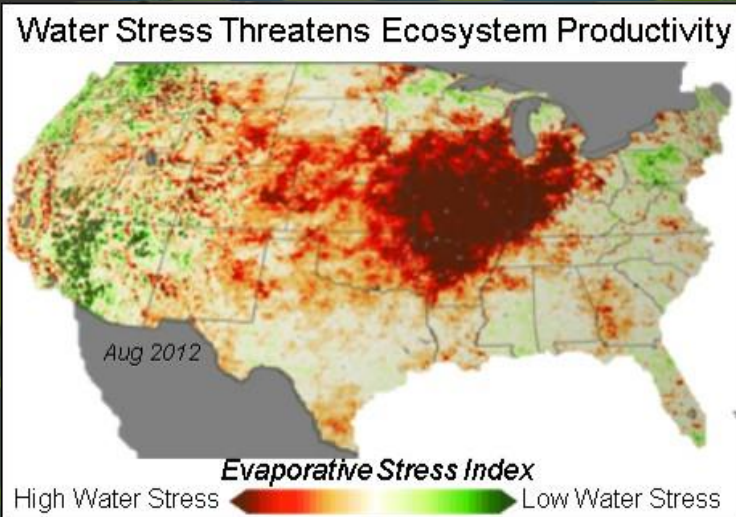 Water Stress Threatens Ecosystem Productivity
Aug 2012
Evaporative Stress Index
High Water Stress Low Water Stress